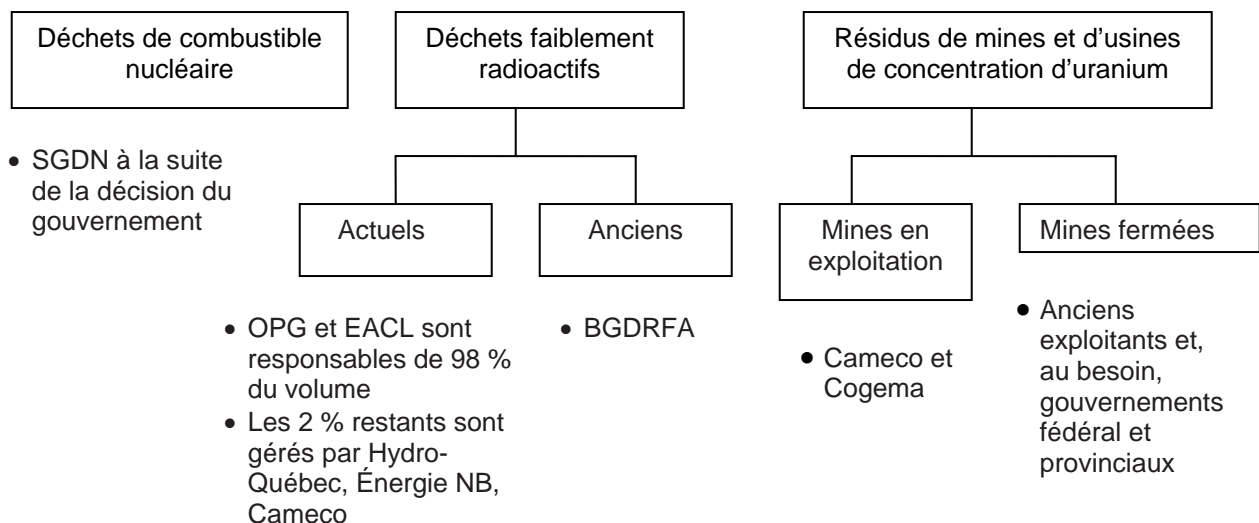 Déchets de combustible
nucléaire
Déchets faiblement
radioactifs
Résidus de mines et d'usines
de concentration d'uranium
• SGDN à la suite
de la décision du
gouvernement
Actuels
Anciens
Mines en
exploitation
Mines fermées
• OPG et EACL sont
responsables de 98 %
du volume
• Les 2 % restants sont
gérés par Hydro-
Québec, Énergie NB,
Cameco
• BGDRFA
• Cameco et
Cogema
• Anciens
exploitants et,
au besoin,
gouvernements
fédéral et
provinciaux